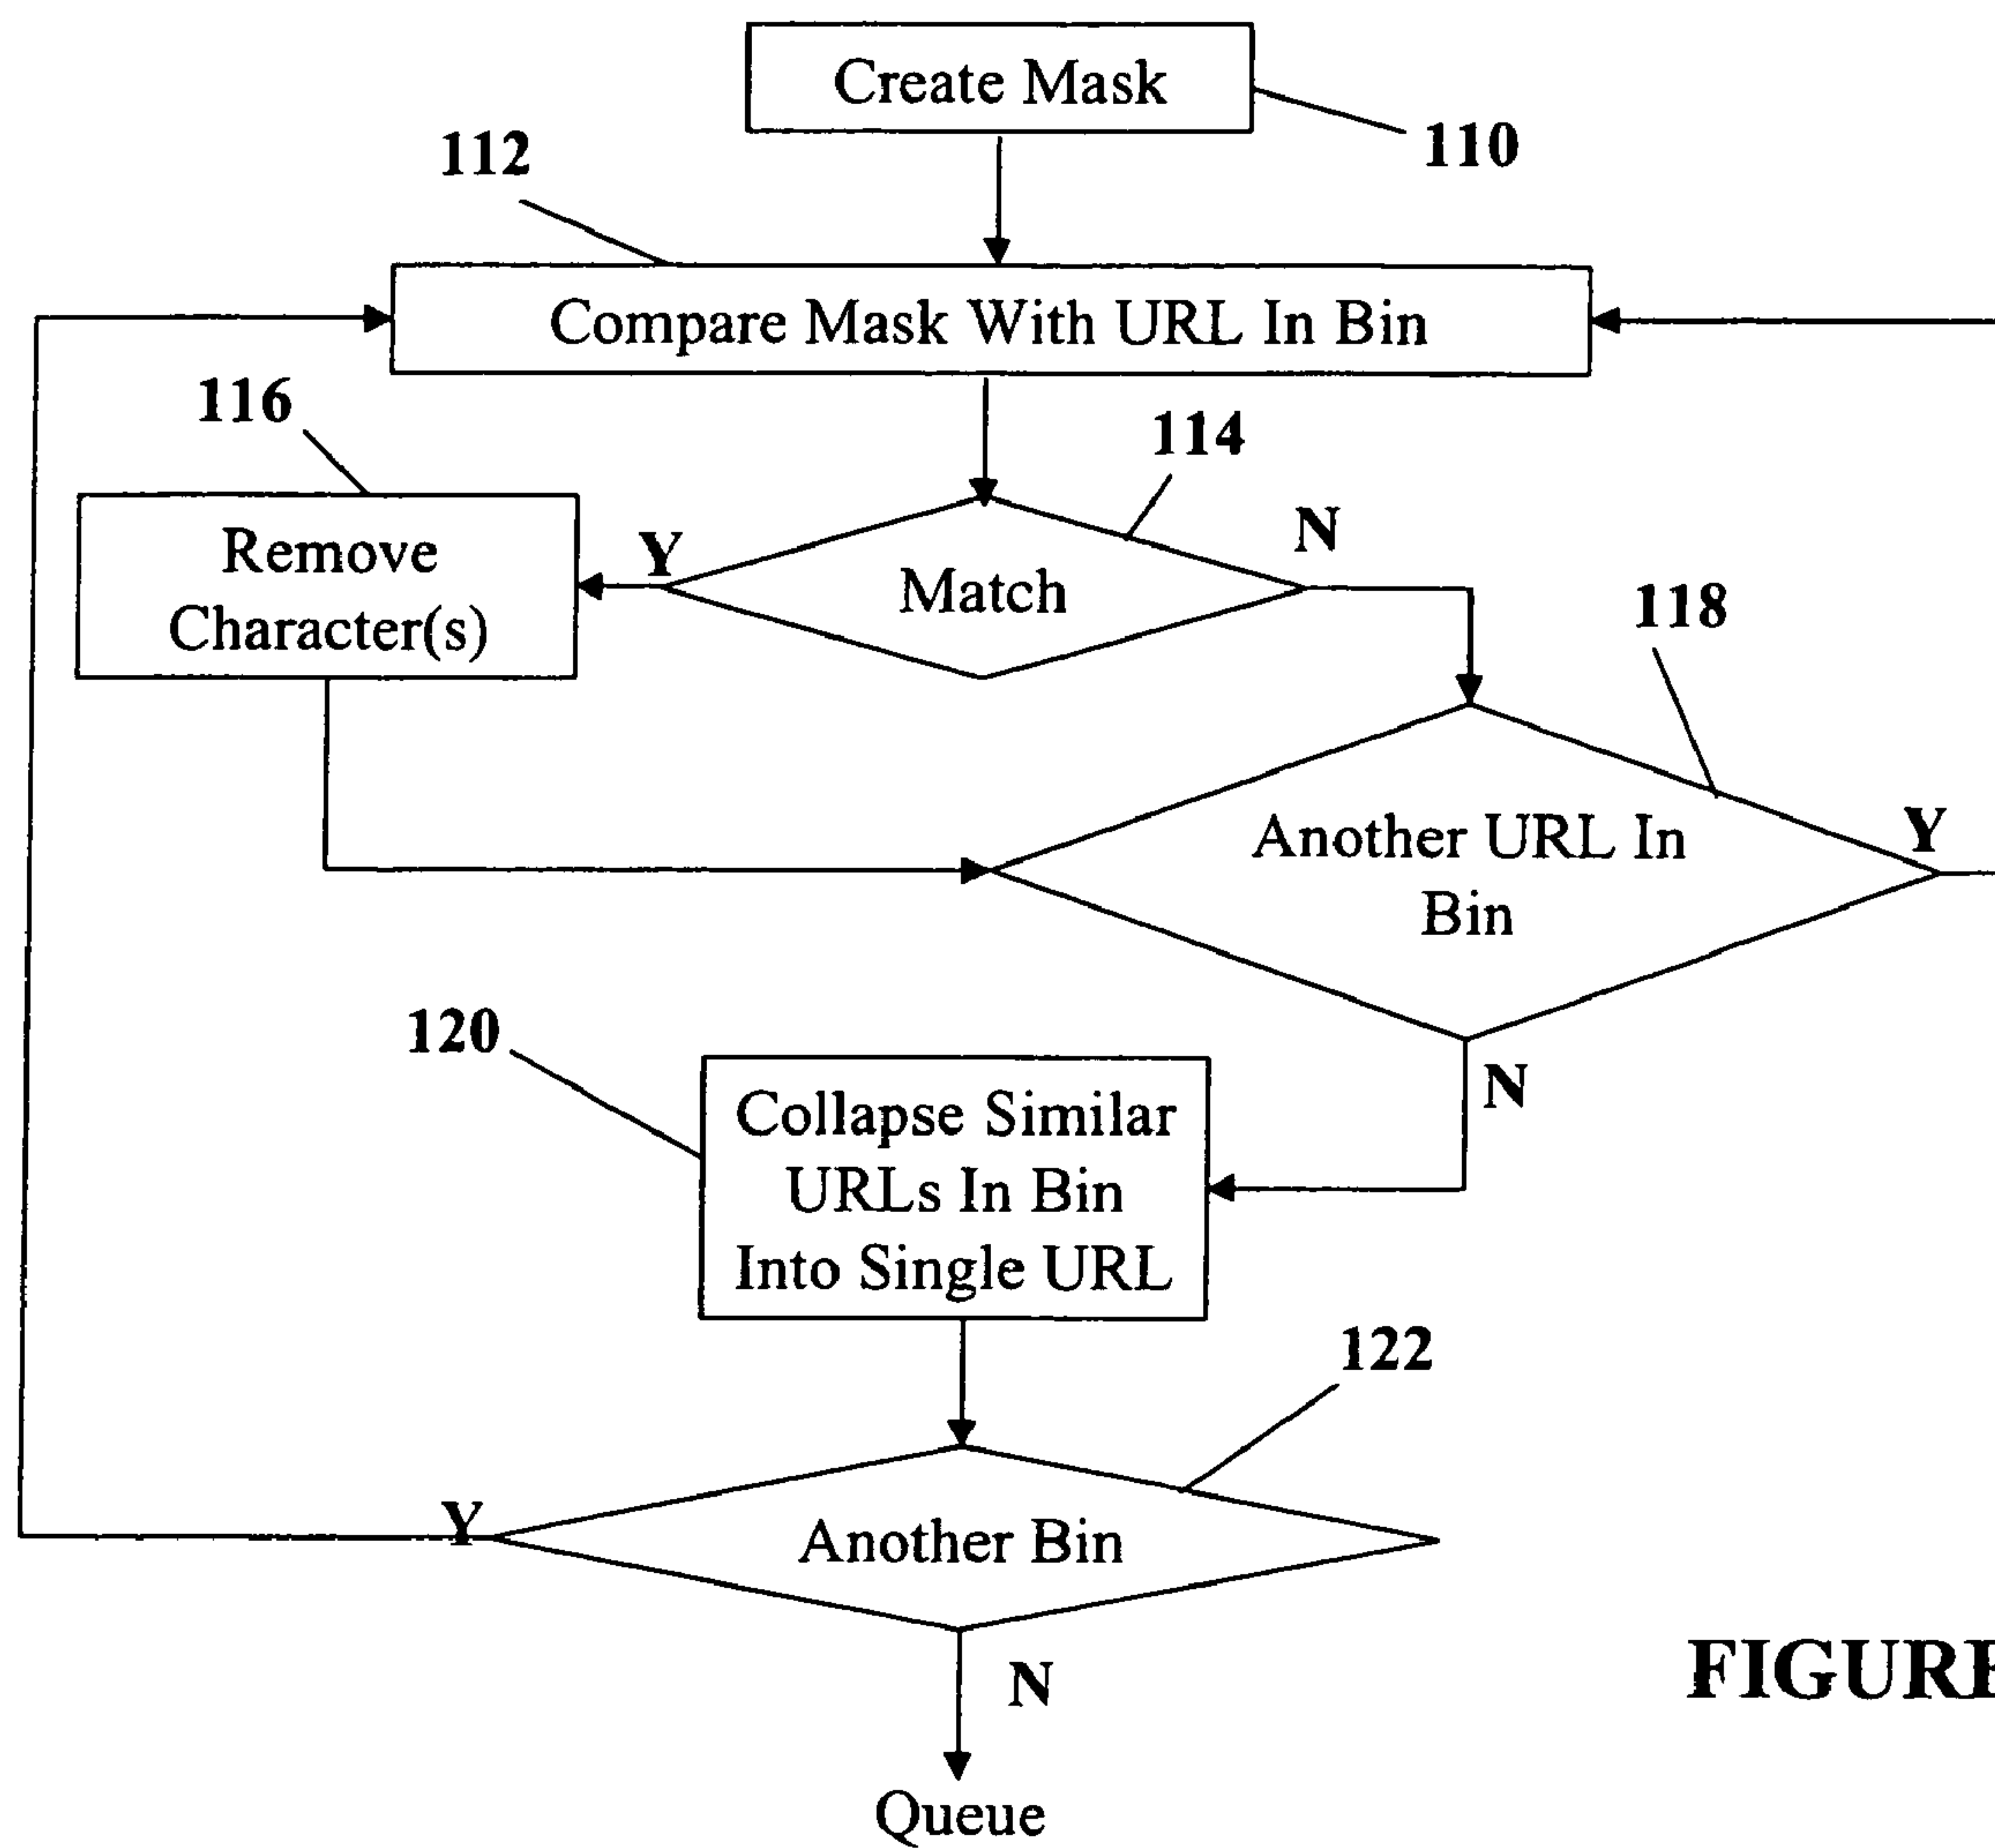 Create Mask
110
112
Compare Mask With URL In Bin
116
114
Remove
Character(s)
Y
N
Match
118
Another URL In
Bin
Y
120
N
Collapse Similar
URLs In Bin
Into Single URL
122
Y
Another Bin
N
FIGURE
Queue